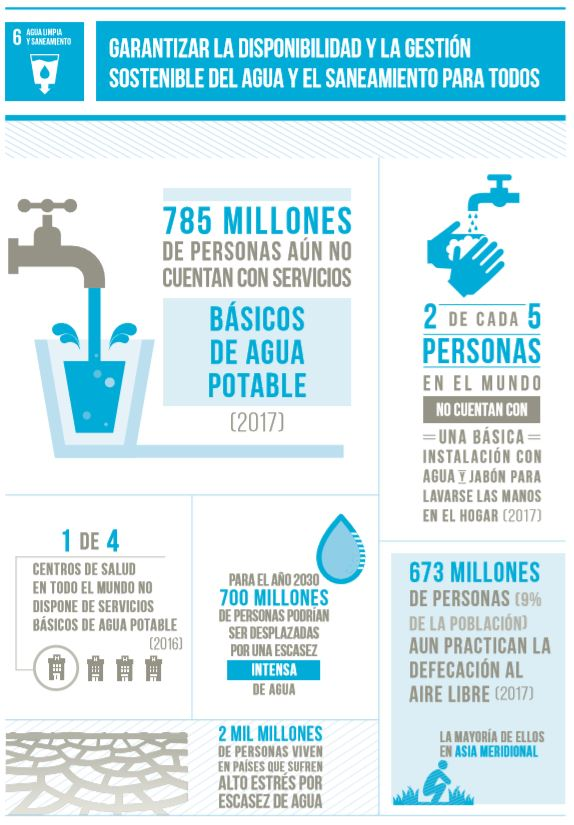 6 AGUA LIMPIA
Y SANEAMIENTO
GARANTIZAR LA DISPONIBILIDAD Y LA GESTIÓN
SOSTENIBLE DEL AGUA Y EL SANEAMIENTO PARA TODOS
785 MILLONES
DE PERSONAS AÚN NO
CUENTAN CON SERVICIOS
BÁSICOS
DE AGUA
POTABLE
(2017)
2 DE CADA 5
PERSONAS
EN EL MUNDO
NO CUENTAN CON
UNA BÁSICA
INSTALACIÓN CON
AGUA Y JABÓN PARA
LAVARSE LAS MANOS
EN EL HOGAR (2017)
1 DE 4
CENTROS DE SALUD
EN TODO EL MUNDO NO
DISPONE DE SERVICIOS
BÁSICOS DE AGUA POTABLE
(2016)
PARA EL AÑO 2030
700 MILLONES
DE PERSONAS PODRÍAN
SER DESPLAZADAS
POR UNA ESCASEZ
INTENSA
DE AGUA
673 MILLONES
DE PERSONAS (9%
DE LA POBLACIÓN)
AUN PRACTICAN LA
DEFECACIÓN AL
AIRE LIBRE (2017)
LA MAYORÍA DE ELLOS
EN ASIA MERIDIONAL
2 MIL MILLONES
DE PERSONAS VIVEN
EN PAÍSES QUE SUFREN
ALTO ESTRÉS POR
ESCASEZ DE AGUA